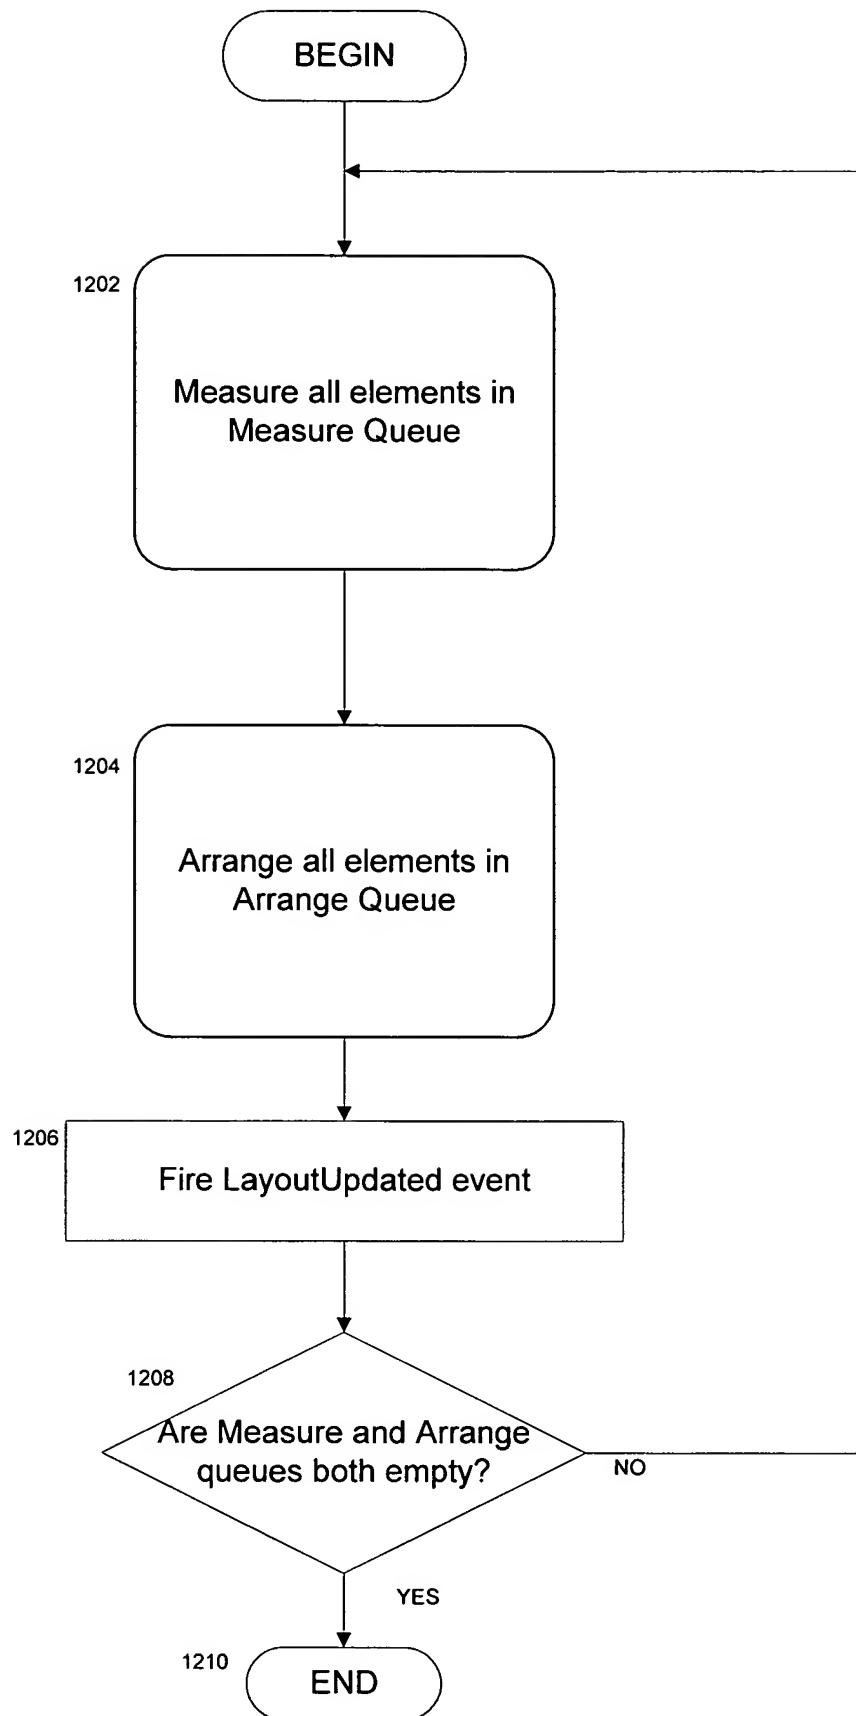 BEGIN
1202
Measure all elements in
Measure Queue
1204
Arrange all elements in
Arrange Queue
1206
Fire LayoutUpdated event
1208
Are Measure and Arrange
queues both empty?
NO
YES
1210
END